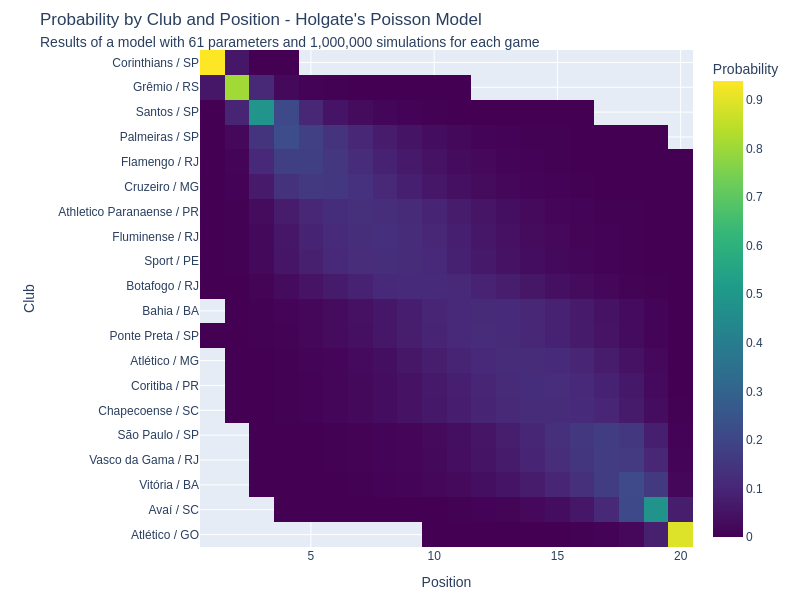 Probability by Club and Position - Holgate's Poisson Model
Results of a model with 61 parameters and 1,000,000 simulations for each game
Probability
Corinthians / SP
Grêmio / RS
Santos / SP
Palmeiras / SP
Flamengo / RJ
Cruzeiro / MG
Athletico Paranaense / PR
Fluminense / RJ
Sport / PE
Botafogo / RJ
Bahia / BA
Ponte Preta / SP
Atlético / MG
Coritiba / PR
Chapecoense / SC
São Paulo / SP
Vasco da Gama / RJ
Vitória / BA
Avaí / SC
Atlético / GO
Club
5
10
15
20
Position
0.9
0.8
0.7
0.6
0.5
0.4
0.3
0.2
0.1
0